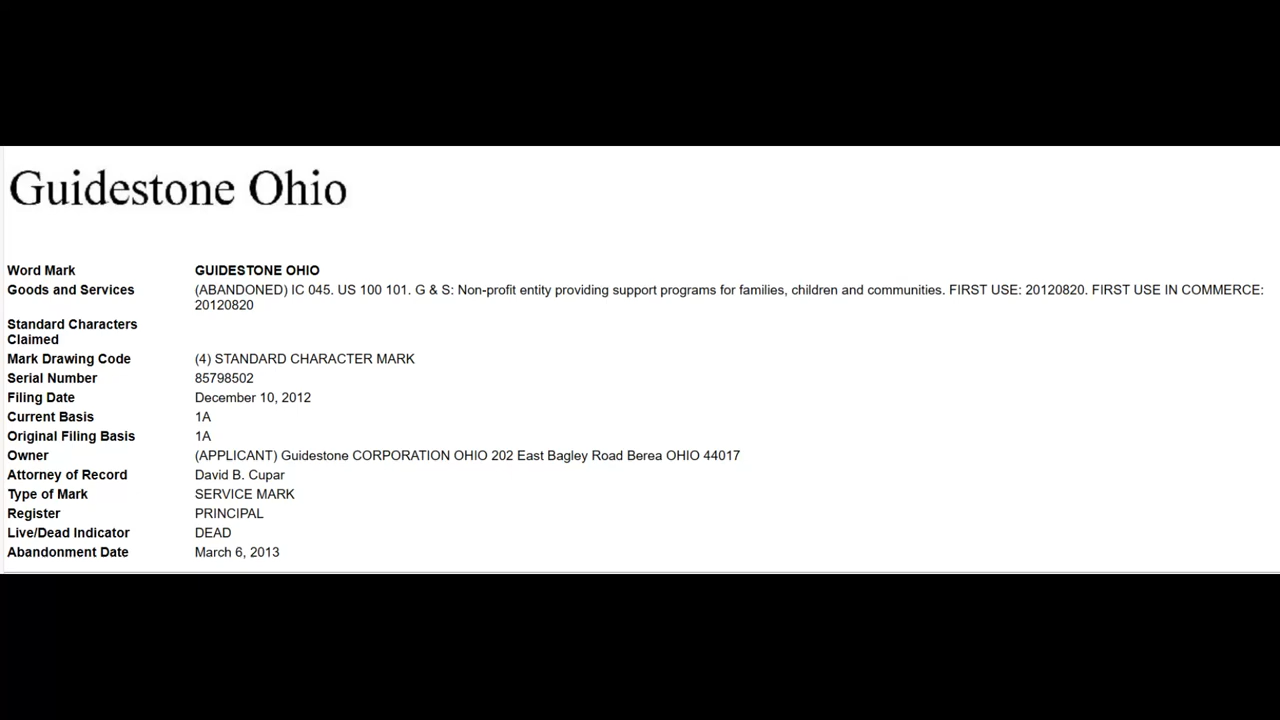 Guidestone Ohio
Word Mark GUIDESTONE OHIO
Goods and Services (ABANDONED) IC 045. US 100 101. G & S: Non-profit entity providing support programs for families, children and communities. FIRST USE: 20120820. FIRST USE IN COMMERCE:
20120820
Standard Characters
Claimed
Mark Drawing Code (4) STANDARD CHARACTER MARK
Serial Number 85798502
Filing Date December 10, 2012
Current Basis 1A
Original Filing Basis 1A
Owner (APPLICANT) Guidestone CORPORATION OHIO 202 East Bagley Road Berea OHIO 44017
Attorney of Record David B. Cupar
Type of Mark SERVICE MARK
Register PRINCIPAL
Live/Dead Indicator DEAD
Abandonment Date March 6, 2013